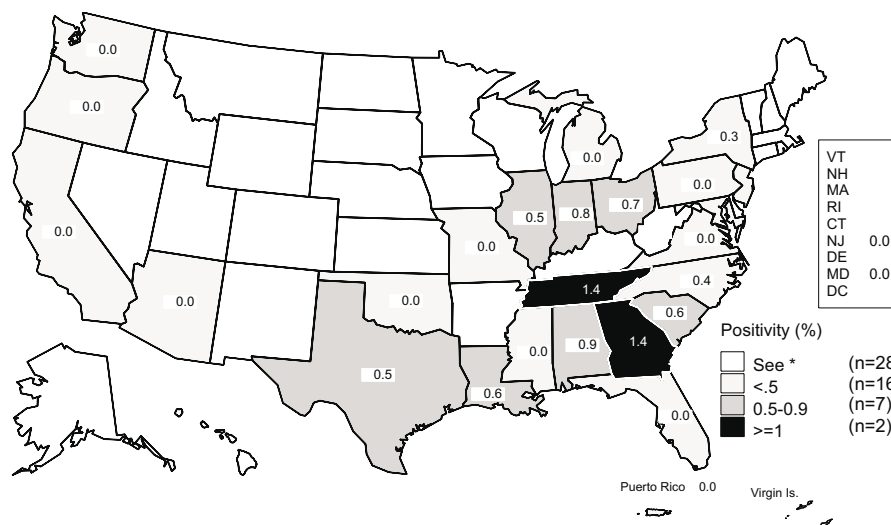 0.0
0.0
0.3
0.0
VT
NH
MA
RI
CT
NJ 0.0
DE
MD 0.0
DC
0.0
0.5
0.8
0.7
0.0
0.0
0.0
0.0
0.4
1.4
0.0
0.0
0.6
Positivity (%)
0.0
0.9
1.4
See * (n=28
<.5 (n=16
0.5-0.9 (n=7)
>=1 (n=2)
0.5
0.6
0.0
Puerto Rico 0.0
Virgin Is.